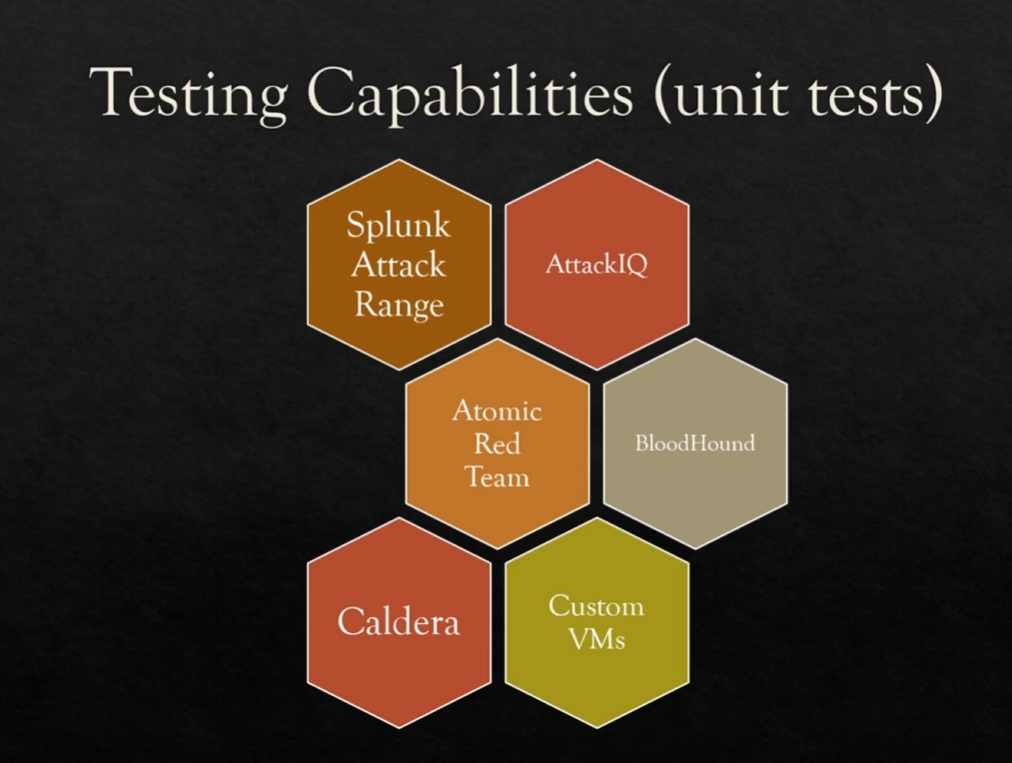 Testing Capabilities (unit tests)
Splunk
Attack
Range
AttackIQ
Atomic
Red
Team
BloodHound
Caldera
Custom
VMs